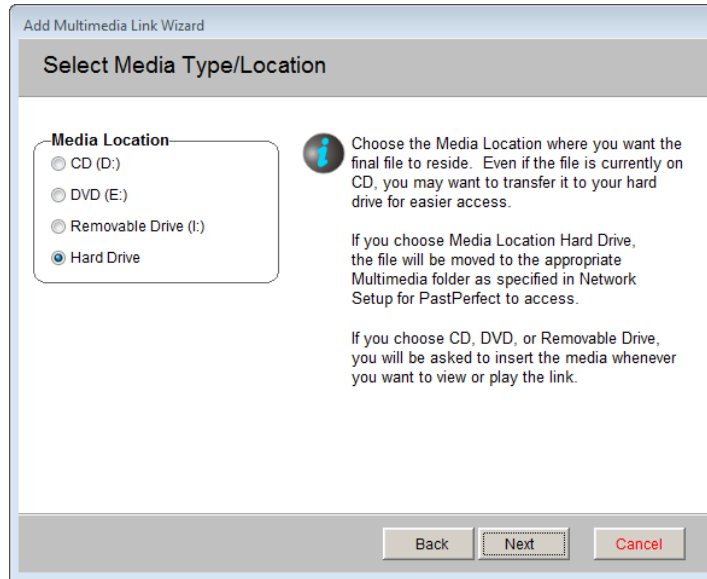 Add Multimedia Link Wizard
Select Media Type/Location
Media Location
CD (D:)
DVD (E:)
Removable Drive (I:)
Hard Drive
Choose the Media Location where you want the
final file to reside.  Even if the file is currently on
CD, you may want to transfer it to your hard
drive for easier access.
If you choose Media Location Hard Drive,
the file will be moved to the appropriate
Multimedia folder as specified in Network
Setup for PastPerfect to access.
If you choose CD, DVD, or Removable Drive,
you will be asked to insert the media whenever
you want to view or play the link.
Back Next Cancel